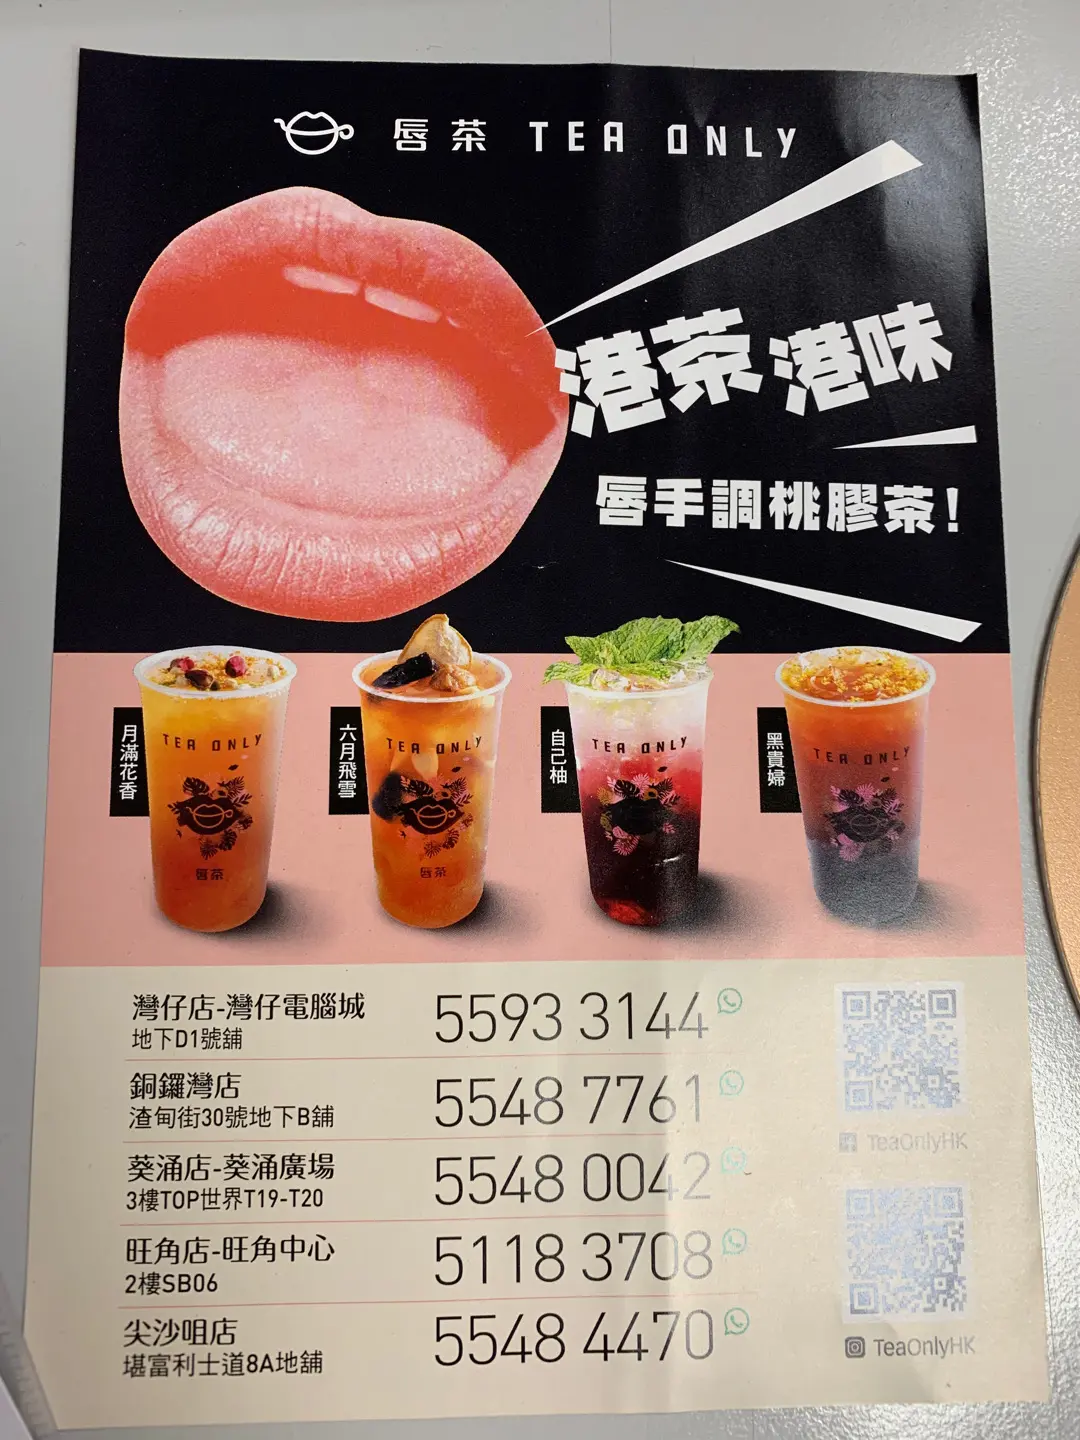 唇茶 TEA ONLY
港茶港味
唇手調桃膠茶！
月滿花香
六月飛雪
自己柚
黑貴婦
TEA ONLY
唇茶
TEA ONLY
唇茶
TEA ONLY
TEA ONLY
灣仔店-灣仔電腦城
地下D1號舖
5593 3144
銅鑼灣店
渣甸街30號地下B舖
5548 7761
葵涌店-葵涌廣場
3樓TOP世界T19-T20
5548 0042
旺角店-旺角中心
2樓SB06
5118 3708
尖沙咀店
堪富利士道8A地舖
5548 4470
TeaOnlyHK
TeaOnlyHK